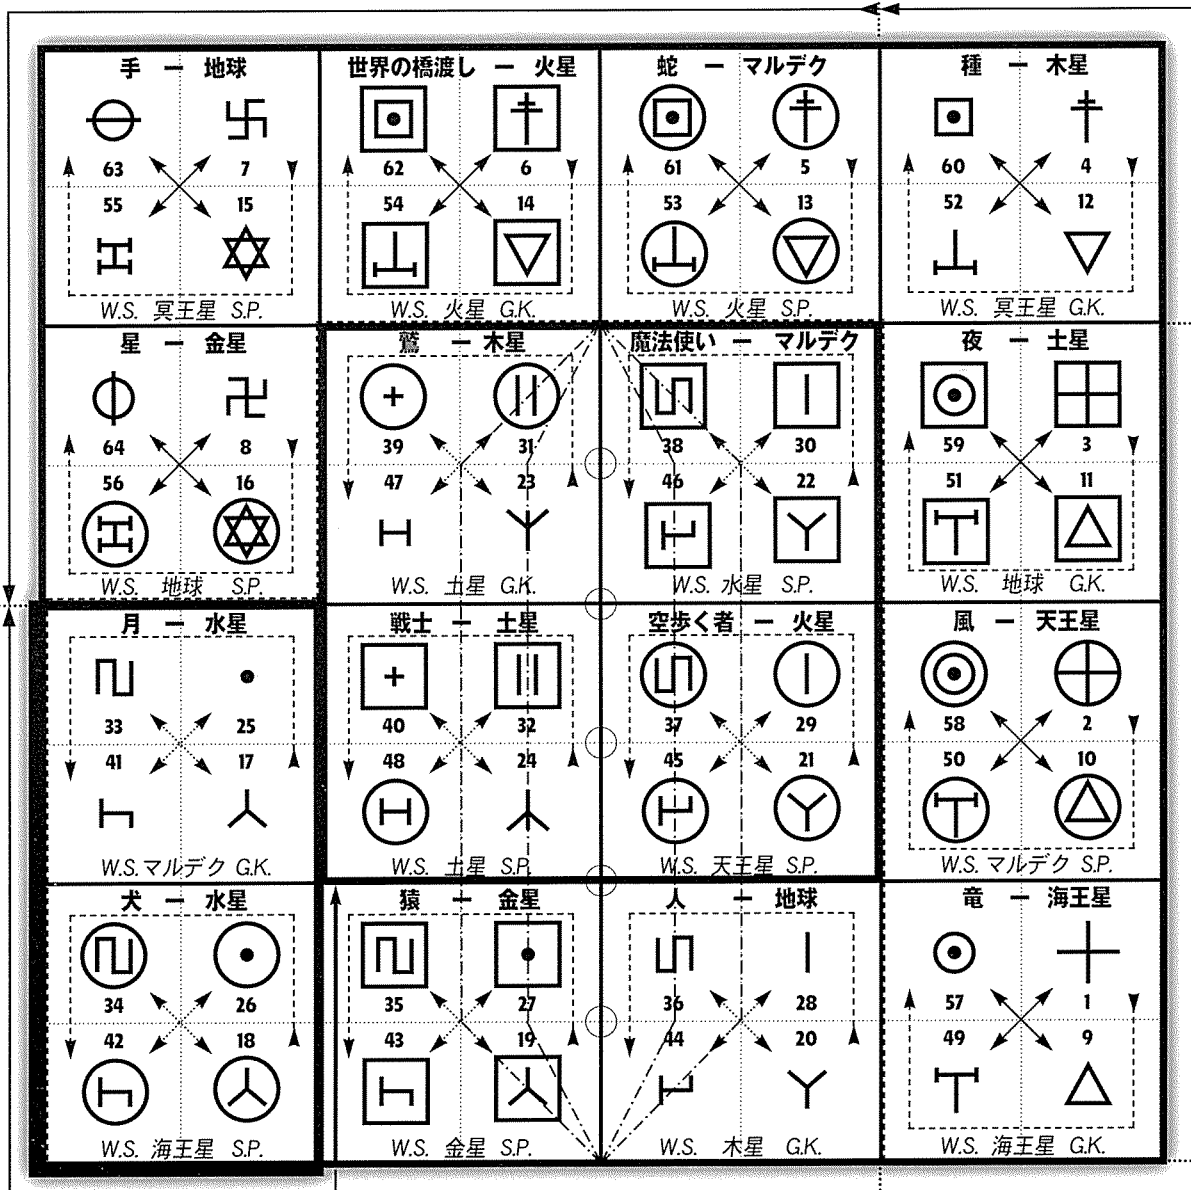 手 ー 地球
63 7
55 15
W.S. 冥王星 S.P.
世界の橋渡し ー 火星
62 6
54 14
W.S. 火星 G.K.
蛇 ー マルデク
61 5
53 13
W.S. 火星 S.P.
種 ー 木星
60 4
52 12
W.S. 冥王星 G.K.
星 ー 金星
64 8
56 16
W.S. 地球 S.P.
鷲 ー 木星
39 31
47 23
W.S. 土星 G.K.
魔法使い ー マルデク
38 30
46 22
W.S. 水星 S.P.
夜 ー 土星
59 3
51 11
W.S. 地球 G.K.
月 ー 水星
33 25
41 17
W.S. マルデク G.K.
戦士 ー 土星
40 32
48 24
W.S. 土星 S.P.
空歩く者 ー 火星
37 29
45 21
W.S. 天王星 S.P.
風 ー 天王星
58 2
50 10
W.S. マルデク S.P.
犬 ー 水星
34 26
42 18
W.S. 海王星 S.P.
猿 ー 金星
35 27
43 19
W.S. 金星 S.P.
人 ー 地球
36 28
44 20
W.S. 木星 G.K.
竜 ー 海王星
57 1
49 9
W.S. 海王星 G.K.